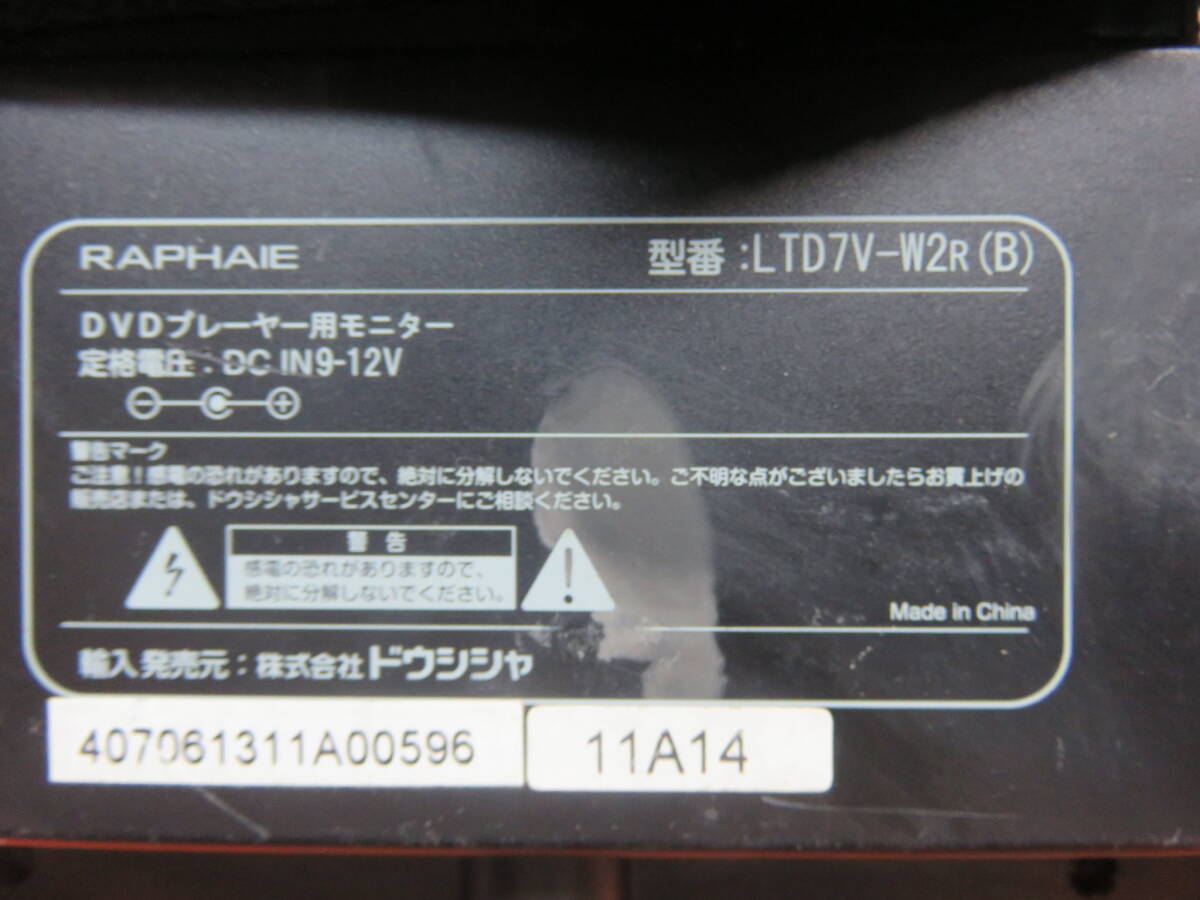 RAPHAIE
型番:LTD7V-W2R(B)
DVDプレーヤー用モニター
定格電圧:DC IN9-12V
警告マーク
ご注意!感電の恐れがありますので、絶対に分解しないでください。ご不明な点がございましたらお買上げの
販売店または、ドウシシャサービスセンターにご相談ください。
警告
感電の恐れがありますので、
絶対に分解しないでください。
Made in China
輸入発売元:株式会社ドウシシャ
407061311A00596
11A14